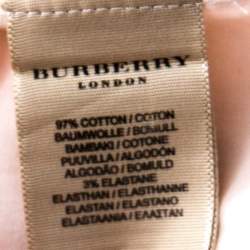 BURBERRY
LONDON
97% COTTON / COTON
BAUMWOLLE / BOMULL
BAMBAKI / COTONE
PUUVILLA / ALGODÓN
ALGODÃO / BOMULD
3% ELASTANE
ELASTHAN / ELASTHANNE
ELASTAN / ELASTANO
ELASTAANIA / ΕΛΑΣΤΑΝ